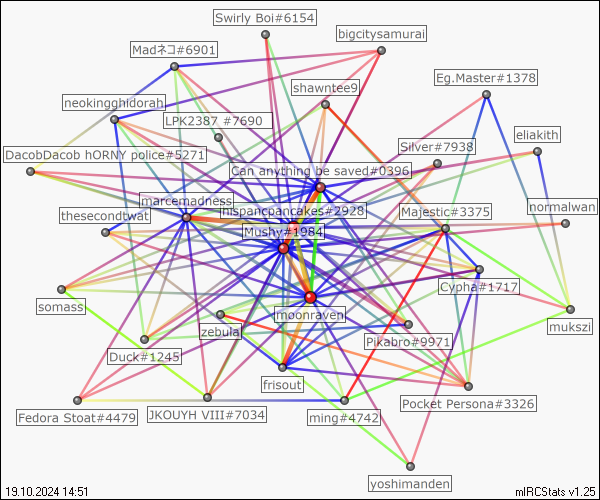 Swirly Boi#6154
bigcitysamurai
Madネコ#6901
Eg.Master#1378
shawntee9
neokingghidorah
LPK2387 #7690
eliakith
Silver#7938
DacobDacob hORNY police#5271
Can anything be saved#0396
marcemadness
normalwan
hispancpancakes#2928
thesecondtwat
Majestic#3375
Mushy#1984
Cypha#1717
somass
moonraven
mukszi
zebula
Pikabro#9971
Duck#1245
frisout
Pocket Persona#3326
Fedora Stoat#4479
JKOUYH VIII#7034
ming#4742
yoshimanden
19.10.2024 14:51
mIRCStats v1.25